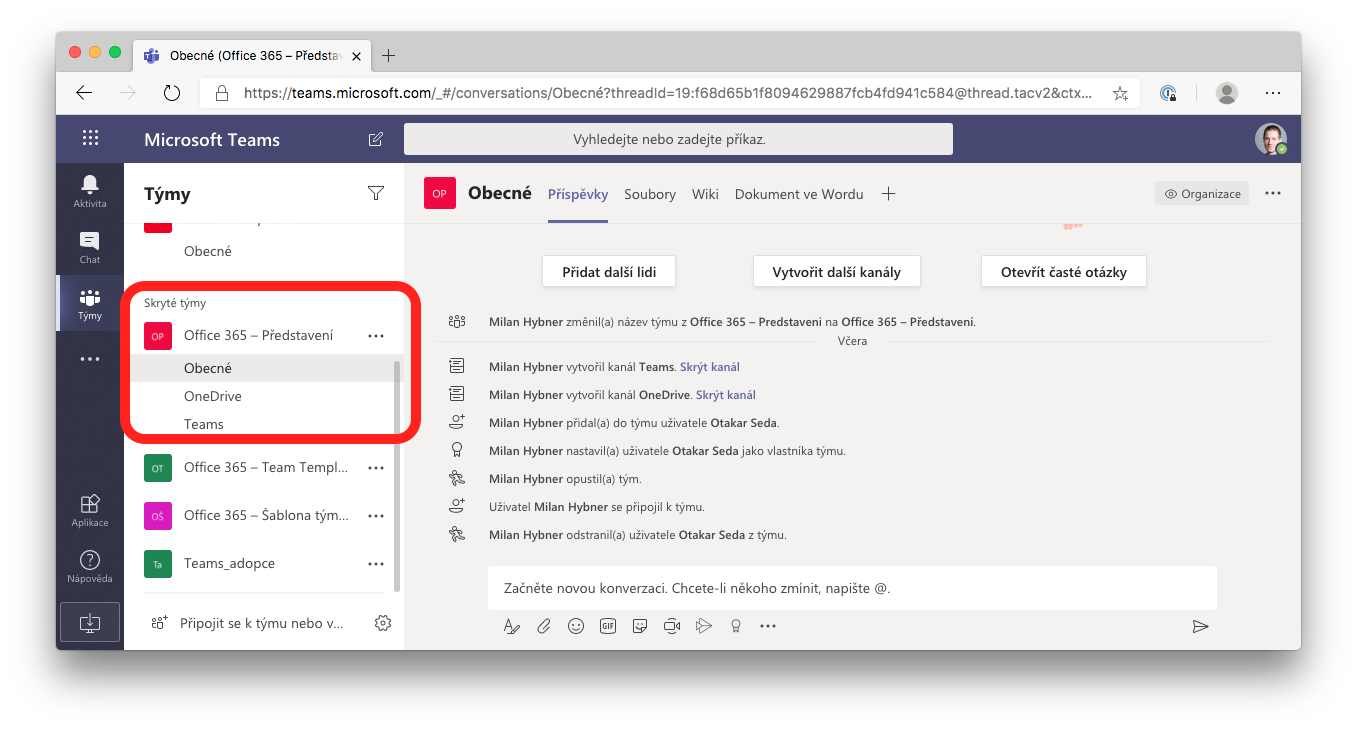 Obecné (Office 365 – Předsta
https://teams.microsoft.com/_#/conversations/Obecné?threadId=19:f68d65b1f8094629887fcb4fd941c584@thread.tacv2&ctx...
Microsoft Teams
Vyhledejte nebo zadejte příkaz.
Aktivita
Chat
Týmy
Aplikace
Nápověda
Týmy
Obecné
Skryté týmy
OP
Office 365 – Představení
Obecné
OneDrive
Teams
OT
Office 365 – Team Templ...
OŠ
Office 365 – Šablona tým...
Ta
Teams_adopce
Připojit se k týmu nebo v...
OP
Obecné
Příspěvky
Soubory
Wiki
Dokument ve Wordu
Organizace
Přidat další lidi
Vytvořit další kanály
Otevřít časté otázky
Milan Hybner změnil(a) název týmu z Office 365 – Predstaveni na Office 365 – Představení.
Včera
Milan Hybner vytvořil kanál Teams. Skrýt kanál
Milan Hybner vytvořil kanál OneDrive. Skrýt kanál
Milan Hybner přidal(a) do týmu uživatele Otakar Seda.
Milan Hybner nastavil(a) uživatele Otakar Seda jako vlastníka týmu.
Milan Hybner opustil(a) tým.
Uživatel Milan Hybner se připojil k týmu.
Milan Hybner odstranil(a) uživatele Otakar Seda z týmu.
Začněte novou konverzaci. Chcete-li někoho zmínit, napište @.
GIF